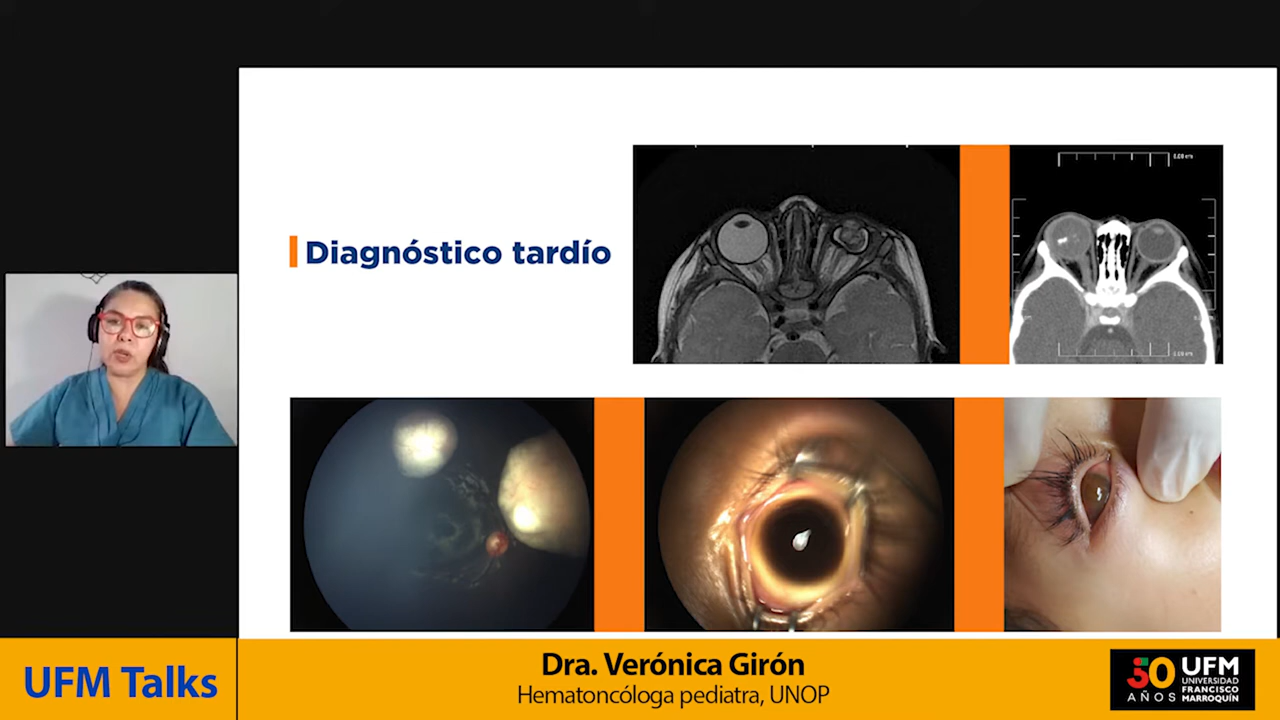 Diagnóstico tardío
UFM Talks
Dra. Verónica Girón
Hematoncóloga pediatra, UNOP
50
AÑOS
UFM
UNIVERSIDAD
FRANCISCO
MARROQUÍN